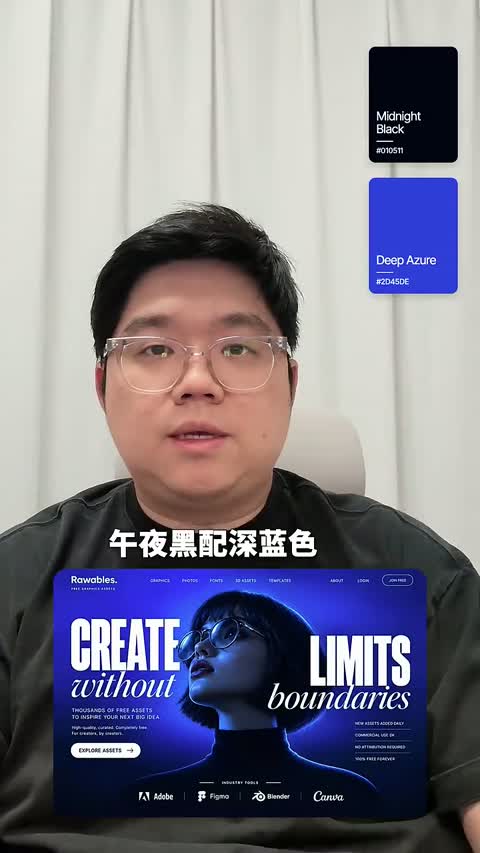 Midnight
Black
#010511
Deep Azure
#2D45DE
午夜黑配深蓝色
Rawables.
FREE GRAPHICS ASSETS
GRAPHICS PHOTOS FONTS 3D ASSETS TEMPLATES ABOUT LOGIN JOIN FREE
CREATE
without
LIMITS
boundaries
THOUSANDS OF FREE ASSETS
TO INSPIRE YOUR NEXT BIG IDEA.
High-quality, curated. Completely free.
For creators, by creators.
EXPLORE ASSETS →
NEW ASSETS ADDED DAILY
COMMERCIAL USE OK
NO ATTRIBUTION REQUIRED
100% FREE FOREVER
INDUSTRY TOOLS
Adobe Figma Blender Canva